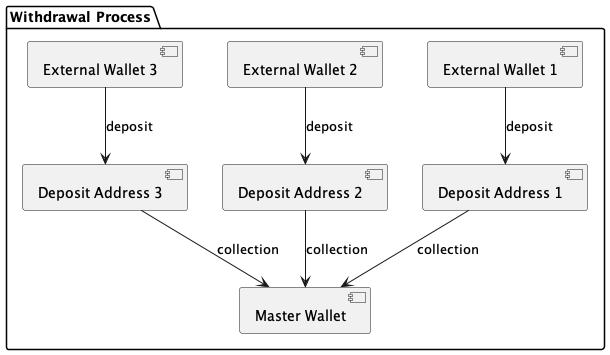 Withdrawal Process
External Wallet 3
External Wallet 2
External Wallet 1
deposit
deposit
deposit
Deposit Address 3
Deposit Address 2
Deposit Address 1
collection
collection
collection
Master Wallet